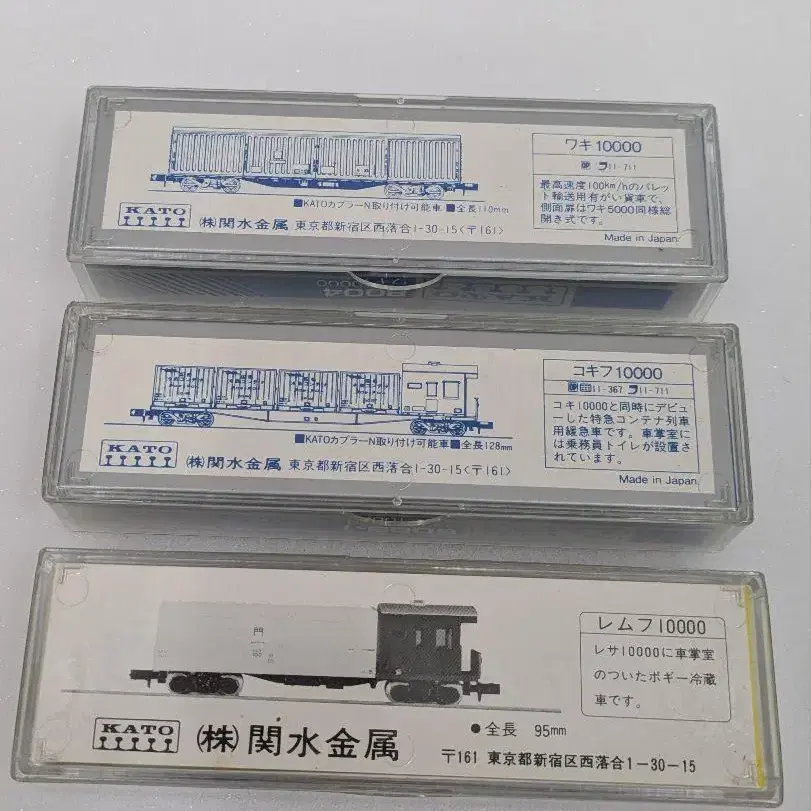 ワキ10000
11-711
最高速度100km/hのパレッ
ト輸送用有がい貨車で、
側面扉はワキ5000同様総
開き式です。
Made in Japan
■KATOカプラーN取り付け可能車■全長110mm
KATO
(株)関水金属 東京都新宿区西落合1-30-15〈〒161〉
コキフ10000
11-367 11-711
コキ10000と同時にデビュ
ーした特急コンテナ列車
用緩急車です。車掌室に
は乗務員トイレが設置さ
れています。
Made in Japan
■KATOカプラーN取り付け可能車■全長128mm
KATO
(株)関水金属 東京都新宿区西落合1-30-15〈〒161〉
門
レムフ10000
レサ10000に車掌室
のついたボギー冷蔵
車です。
●全長 95mm
KATO
(株)関水金属
〒161 東京都新宿区西落合1-30-15